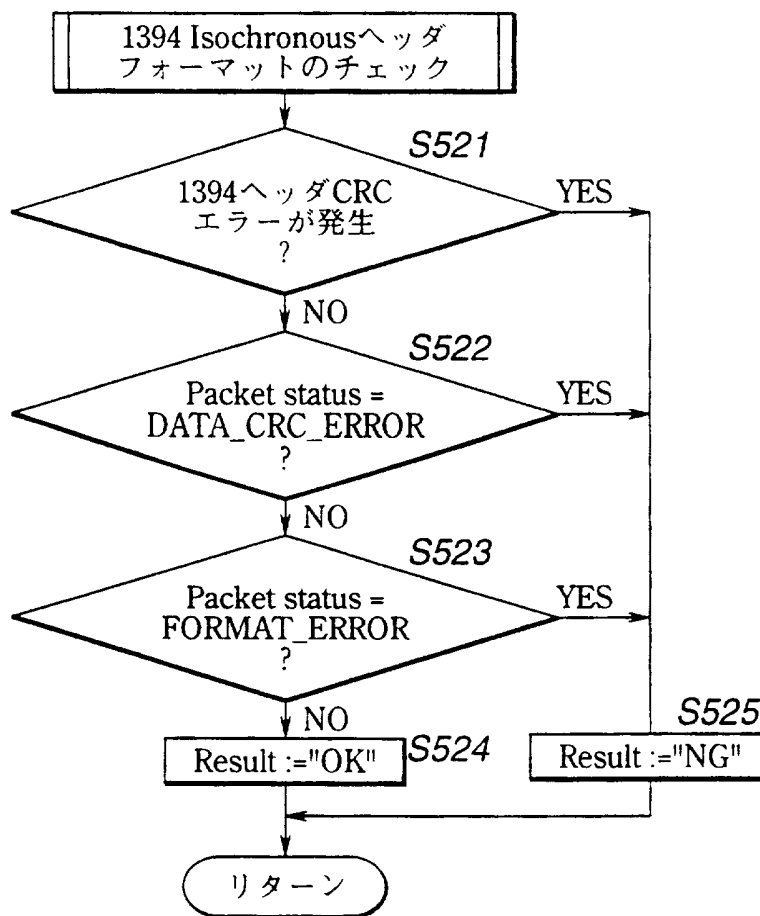 1394 Isochronousヘッダ
フォーマットのチェック
S521
1394ヘッダCRC
エラーが発生
?
YES
NO
S522
Packet status =
DATA_CRC_ERROR
?
YES
NO
S523
Packet status =
FORMAT_ERROR
?
YES
NO
S524
Result :="OK"
S525
Result :="NG"
リターン